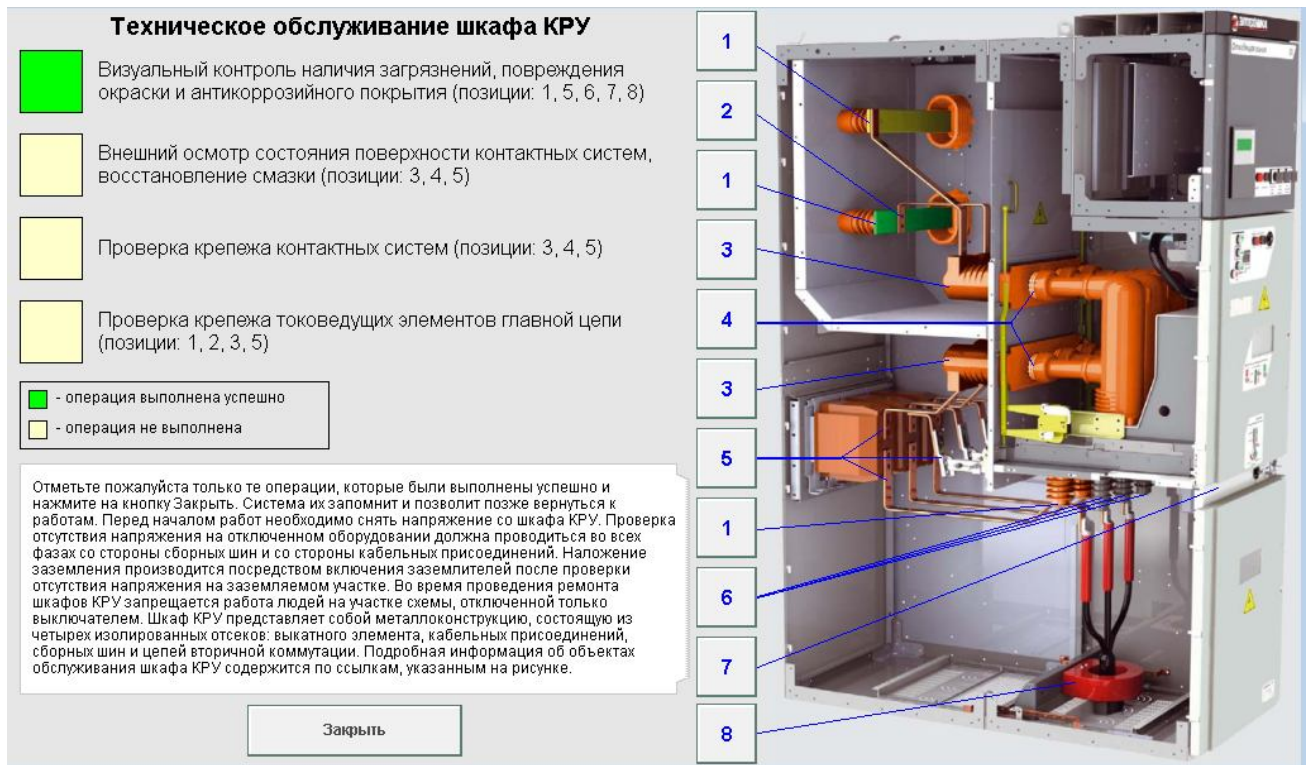 Техническое обслуживание шкафа КРУ
Визуальный контроль наличия загрязнений, повреждения
окраски и антикоррозийного покрытия (позиции: 1, 5, 6, 7, 8)
Внешний осмотр состояния поверхности контактных систем,
восстановление смазки (позиции: 3, 4, 5)
Проверка крепежа контактных систем (позиции: 3, 4, 5)
Проверка крепежа токоведущих элементов главной цепи
(позиции: 1, 2, 3, 5)
- операция выполнена успешно
- операция не выполнена
Отметьте пожалуйста только те операции, которые были выполнены успешно и
нажмите на кнопку Закрыть. Система их запомнит и позволит позже вернуться к
работам. Перед началом работ необходимо снять напряжение со шкафа КРУ. Проверка
отсутствия напряжения на отключенном оборудовании должна проводиться во всех
фазах со стороны сборных шин и со стороны кабельных присоединений. Наложение
заземления производится посредством включения заземлителей после проверки
отсутствия напряжения на заземляемом участке. Во время проведения ремонта
шкафов КРУ запрещается работа людей на участке схемы, отключенной только
выключателем. Шкаф КРУ представляет собой металлоконструкцию, состоящую из
четырех изолированных отсеков: выкатного элемента, кабельных присоединений,
сборных шин и цепей вторичной коммутации. Подробная информация об объектах
обслуживания шкафа КРУ содержится по ссылкам, указанным на рисунке.
Закрыть
1
2
1
3
4
3
5
1
6
7
8